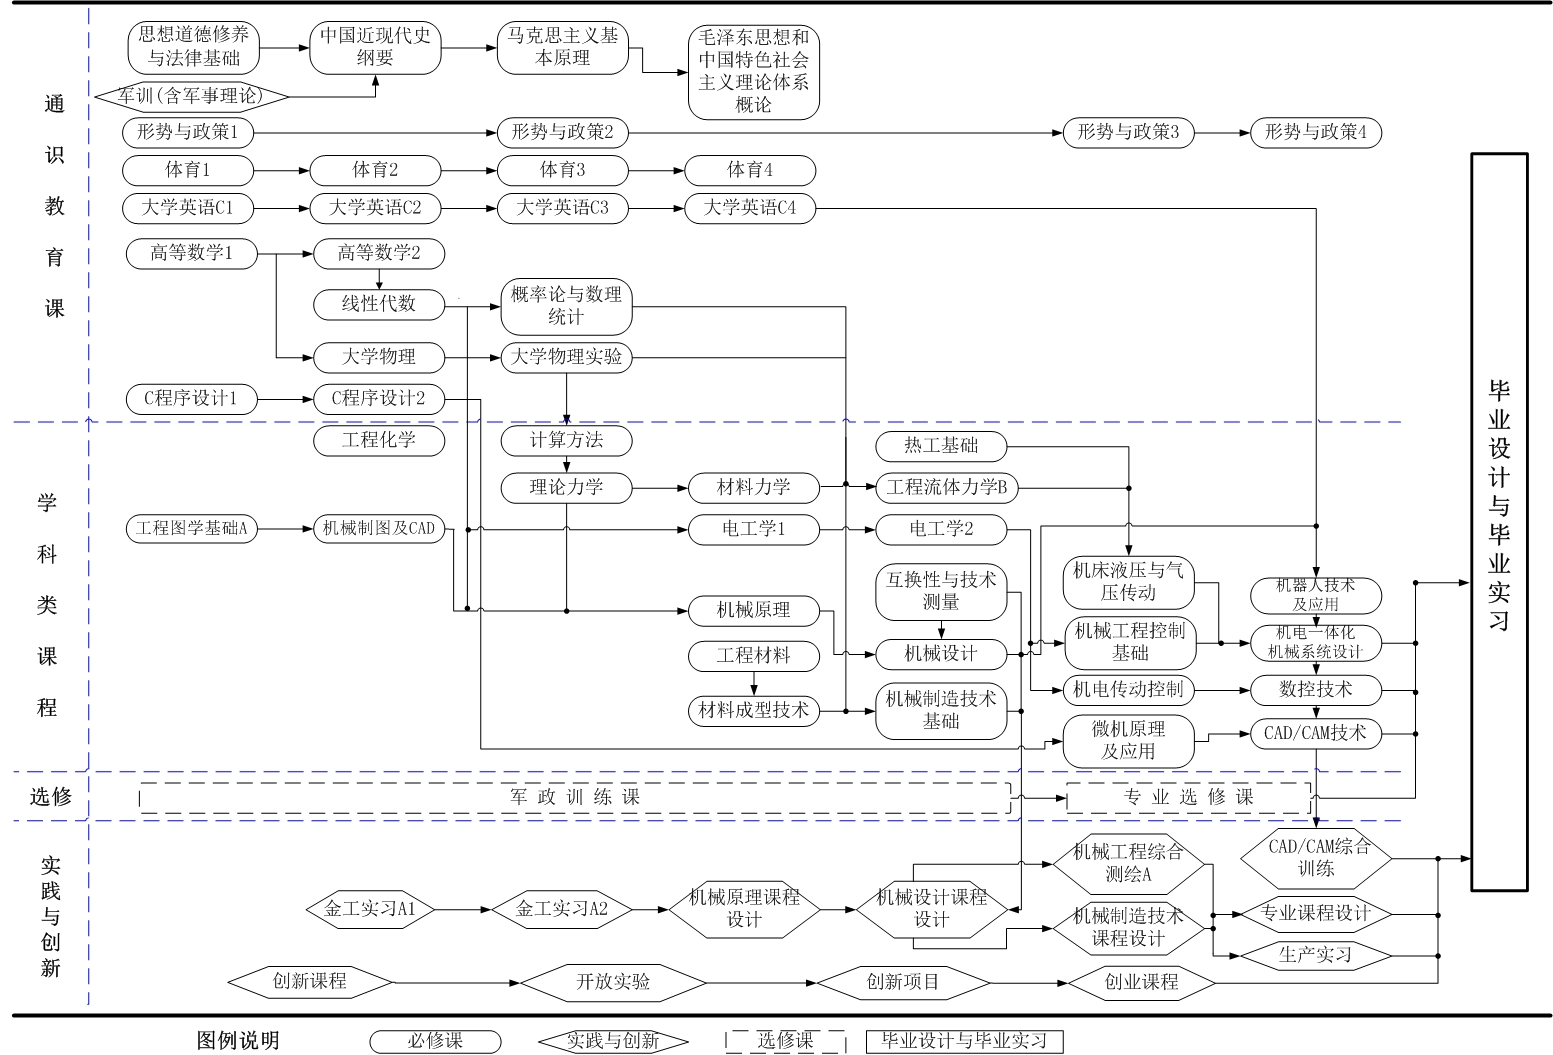 通识教育课
思想道德修养
与法律基础
中国近现代史
纲要
马克思主义基
本原理
毛泽东思想和
中国特色社会
主义理论体系
概论
军训(含军事理论)
形势与政策1
形势与政策2
形势与政策3
形势与政策4
体育1
体育2
体育3
体育4
大学英语C1
大学英语C2
大学英语C3
大学英语C4
高等数学1
高等数学2
线性代数
概率论与数理
统计
大学物理
大学物理实验
C程序设计1
C程序设计2
学科类课程
工程化学
计算方法
热工基础
理论力学
材料力学
工程流体力学B
工程图学基础A
机械制图及CAD
电工学1
电工学2
互换性与技术
测量
机床液压与气
压传动
机器人技术
及应用
机械原理
机械设计
机械工程控制
基础
机电一体化
机械系统设计
工程材料
材料成型技术
机械制造技术
基础
机电传动控制
数控技术
微机原理
及应用
CAD/CAM技术
选修
军政训练课
专业选修课
实践与创新
金工实习A1
金工实习A2
机械原理课程
设计
机械设计课程
设计
机械工程综合
测绘A
CAD/CAM综合
训练
机械制造技术
课程设计
专业课程设计
生产实习
创新课程
开放实验
创新项目
创业课程
毕业设计与毕业实习
图例说明
必修课
实践与创新
选修课
毕业设计与毕业实习